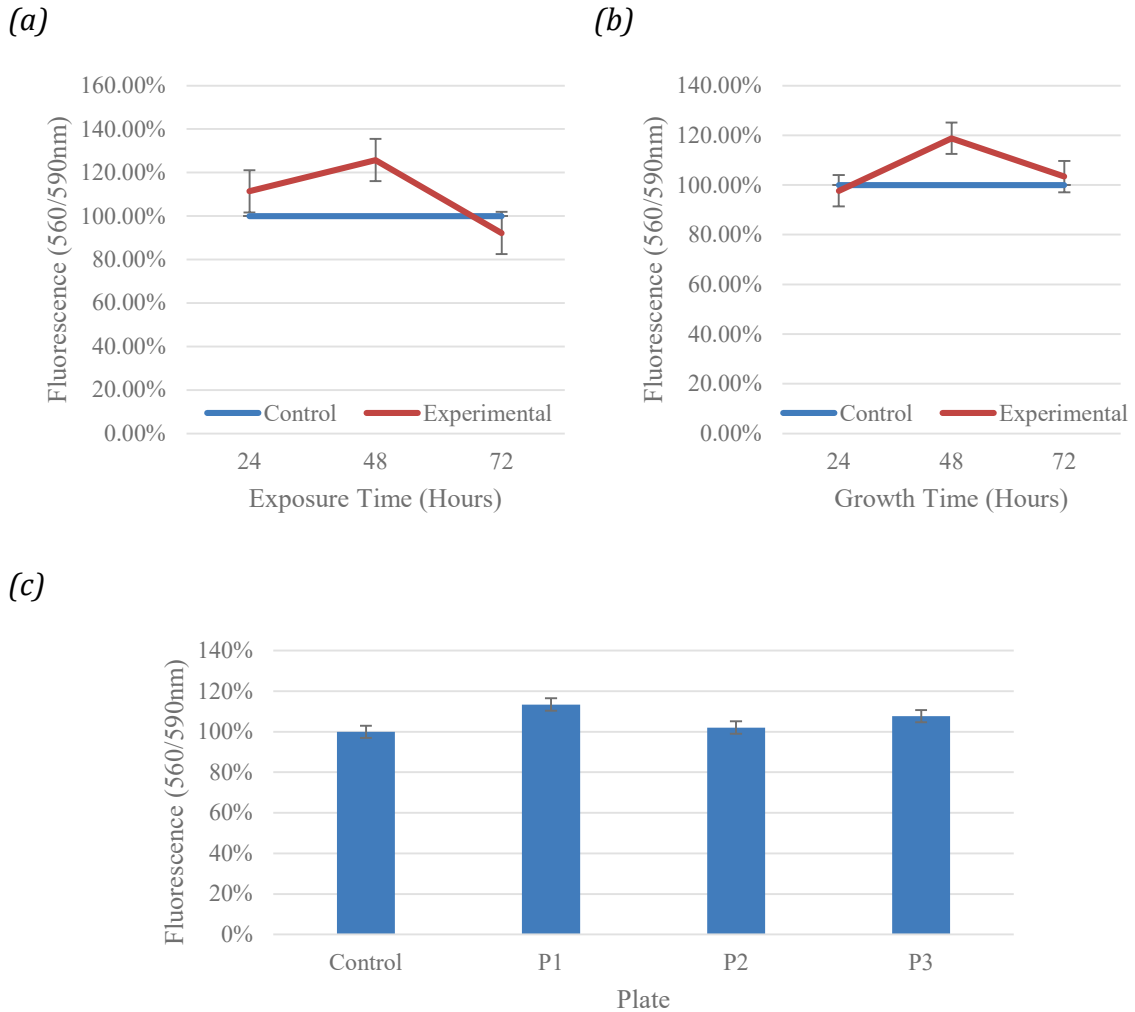 (a)
Fluorescence (560/590nm)
160.00%
140.00%
120.00%
100.00%
80.00%
60.00%
40.00%
20.00%
0.00%
Control Experimental
24 48 72
Exposure Time (Hours)
(b)
Fluorescence (560/590nm)
140.00%
120.00%
100.00%
80.00%
60.00%
40.00%
20.00%
0.00%
Control Experimental
24 48 72
Growth Time (Hours)
(c)
Fluorescence (560/590nm)
140%
120%
100%
80%
60%
40%
20%
0%
Control P1 P2 P3
Plate